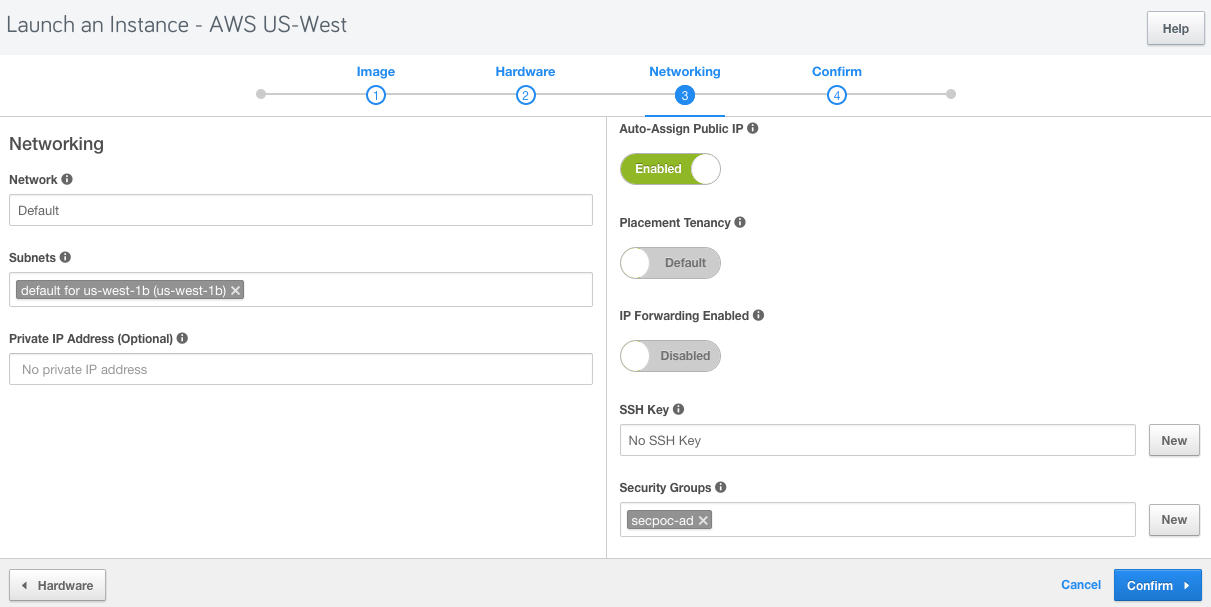 Launch an Instance - AWS US-West
Help
Image
Hardware
Networking
Confirm
1
2
3
4
Networking
Network
Default
Subnets
default for us-west-1b (us-west-1b)
Private IP Address (Optional)
No private IP address
Auto-Assign Public IP
Enabled
Placement Tenancy
Default
IP Forwarding Enabled
Disabled
SSH Key
No SSH Key
New
Security Groups
secpoc-ad
New
Hardware
Cancel
Confirm